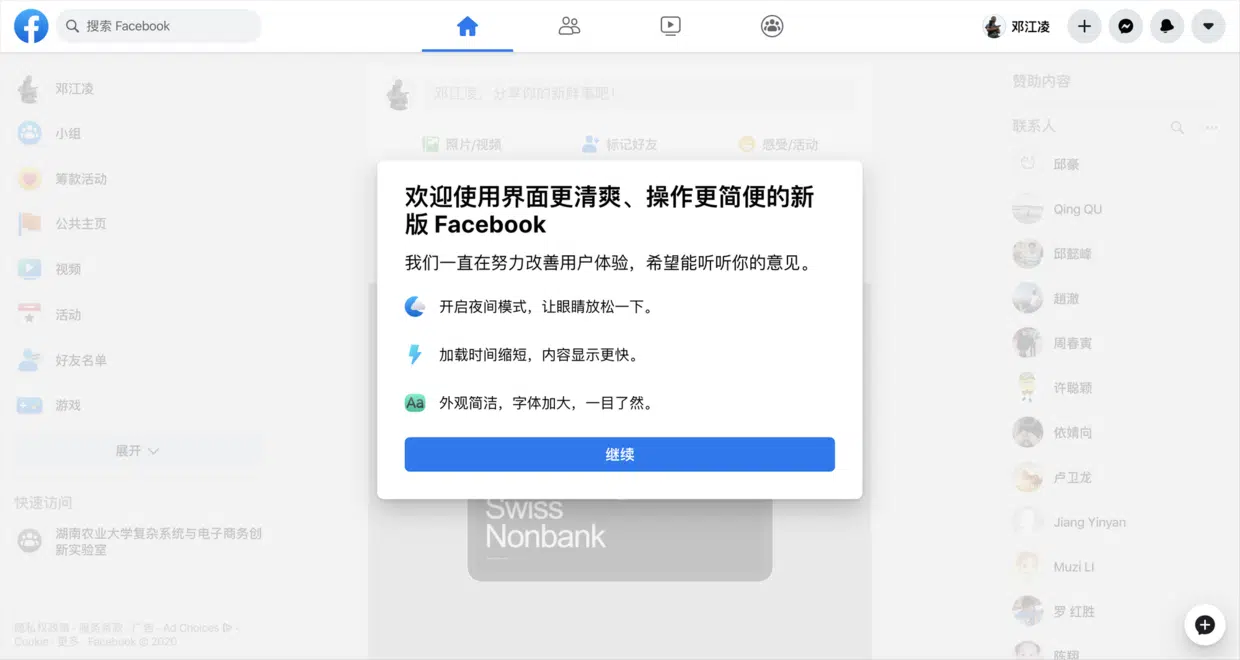 搜索 Facebook
邓江凌
邓江凌
小组
筹款活动
公共主页
视频
活动
好友名单
游戏
展开
快速访问
湖南农业大学复杂系统与电子商务创
新实验室
隐私权政策 · 服务条款 · 广告 · Ad Choices ·
Cookie · 更多 · Facebook © 2020
邓江凌，分享你的新鲜事吧！
照片/视频
标记好友
感受/活动
欢迎使用界面更清爽、操作更简便的新
版 Facebook
我们一直在努力改善用户体验，希望能听听你的意见。
开启夜间模式，让眼睛放松一下。
加载时间缩短，内容显示更快。
Aa 外观简洁，字体加大，一目了然。
继续
Swiss
Nonbank
赞助内容
联系人
邱豪
Qing QU
邱懿峰
趙澈
周春寅
许聪颖
依婧向
卢卫龙
Jiang Yinyan
Muzi LI
罗 红胜
陈翔